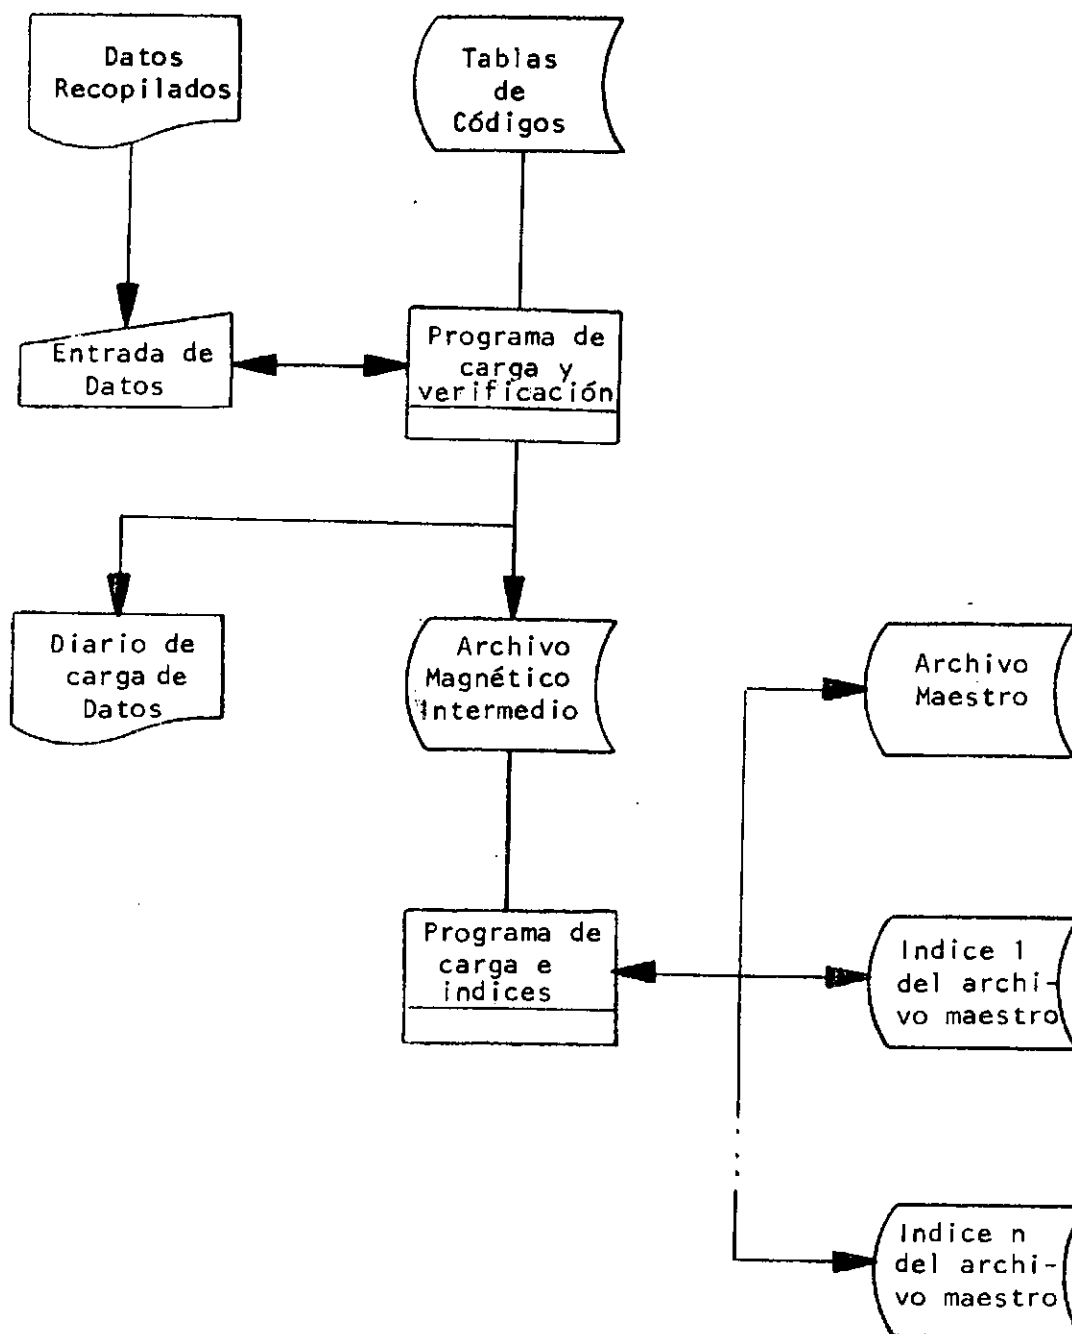 Datos
Recopilados
Tablas
de
Códigos
Entrada de
Datos
Programa de
carga y
verificación
Diario de
carga de
Datos
Archivo
Magnético
Intermedio
Archivo
Maestro
Programa de
carga e
indices
Indice 1
del archi-
vo maestro
Indice n
del archi-
vo maestro